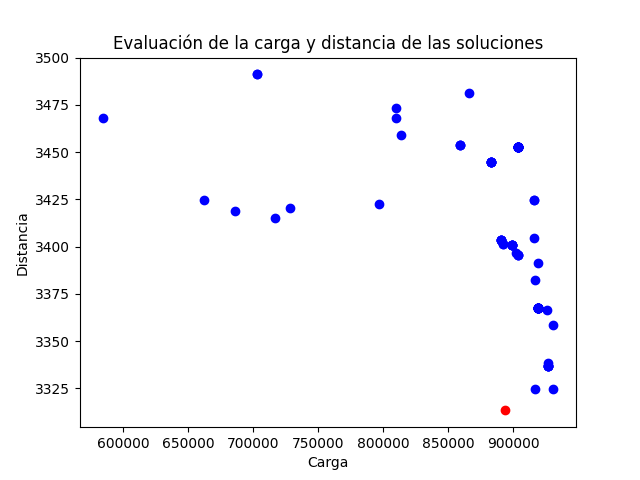 Evaluación de la carga y distancia de las soluciones
3500
3475
3450
3425
3400
3375
3350
3325
Distancia
600000 650000 700000 750000 800000 850000 900000
Carga